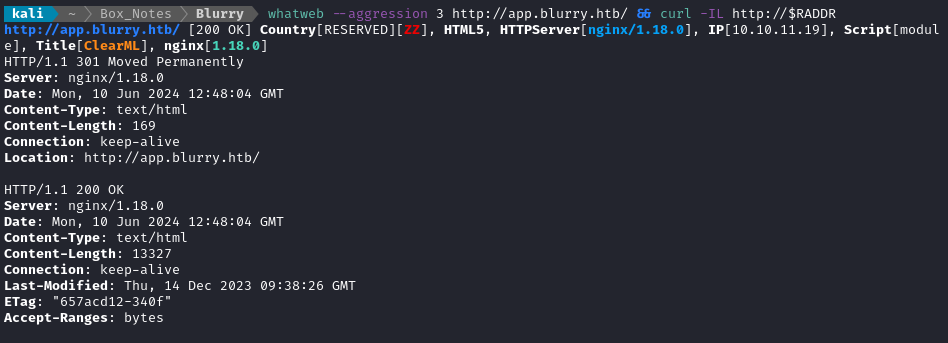 kali ~ Box_Notes Blurry whatweb --aggression 3 http://app.blurry.htb/ && curl -IL http://$RADDR
http://app.blurry.htb/ [200 OK] Country[RESERVED][ZZ], HTML5, HTTPServer[nginx/1.18.0], IP[10.10.11.19], Script[modul
e], Title[ClearML], nginx[1.18.0]
HTTP/1.1 301 Moved Permanently
Server: nginx/1.18.0
Date: Mon, 10 Jun 2024 12:48:04 GMT
Content-Type: text/html
Content-Length: 169
Connection: keep-alive
Location: http://app.blurry.htb/

HTTP/1.1 200 OK
Server: nginx/1.18.0
Date: Mon, 10 Jun 2024 12:48:04 GMT
Content-Type: text/html
Content-Length: 13327
Connection: keep-alive
Last-Modified: Thu, 14 Dec 2023 09:38:26 GMT
ETag: "657acd12-340f"
Accept-Ranges: bytes